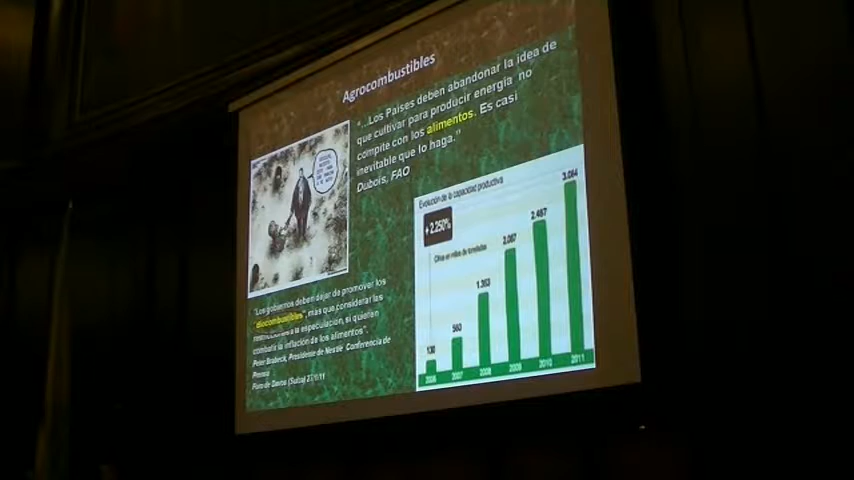 Agrocombustibles
"...Los Países deben abandonar la idea de
que cultivar para producir energía no
compite con los alimentos. Es casi
inevitable que lo haga."
Dubois, FAO
"Los gobiernos deben dejar de promover los
"biocombustibles" más que considerar las
restricciones a la especulación, si quieren
combatir la inflación de los alimentos".
Peter Brabeck, Presidente de Nestlé Conferencia de
Prensa
Foro de Davos (Suiza) 27/1/11
Evolución de la capacidad productiva
+ 2.250%
Cifras en miles de toneladas
130
560
1.363
2.067
2.467
3.084
2006
2007
2008
2009
2010
2011